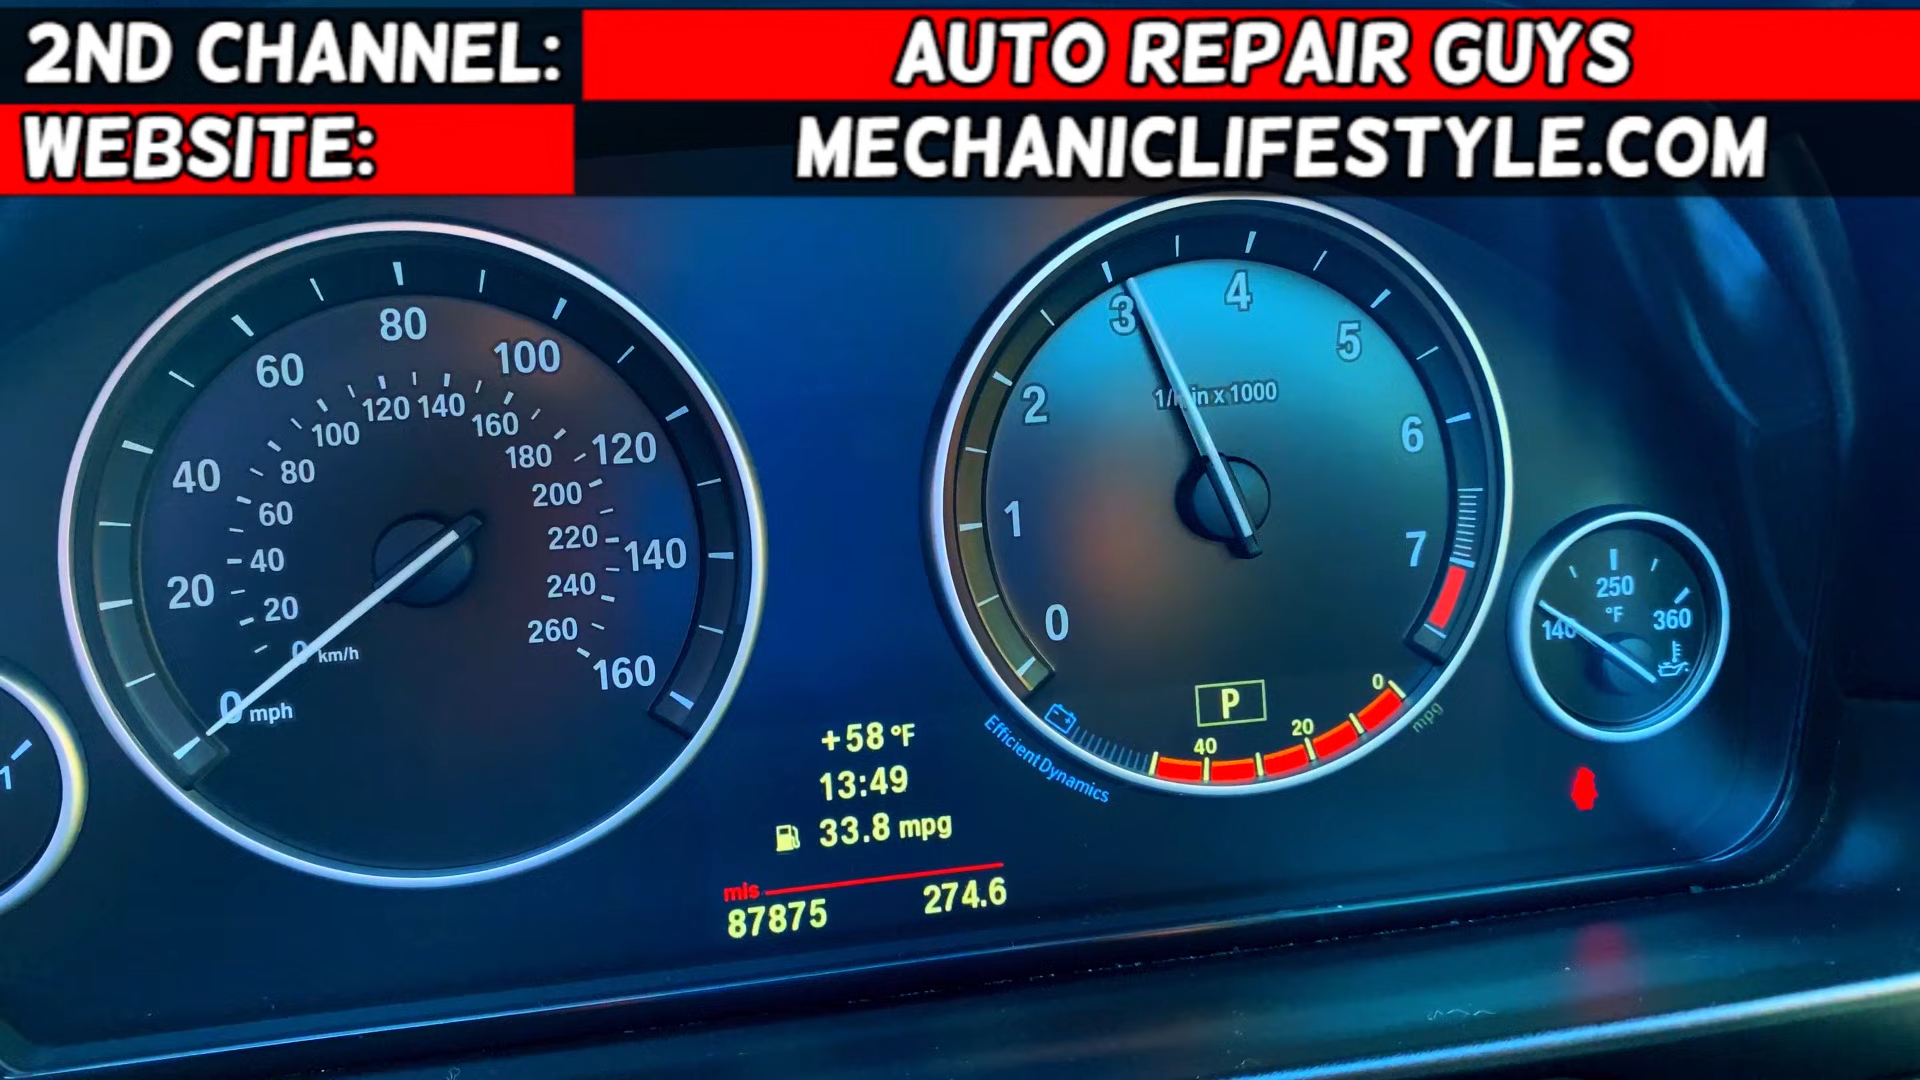 2ND CHANNEL: AUTO REPAIR GUYS
WEBSITE: MECHANICLIFESTYLE.COM
80
60 100
40 120
20 140
0 mph 160
120 140
100 160
80 180
60 200
40 220
20 240
0 km/h 260
4
3 5
1/min x 1000
2 6
1 7
0
P
40 20 0 mpg
EfficientDynamics
250
°F
140 360
1
+58 °F
13:49
33.8 mpg
mls
87875 274.6